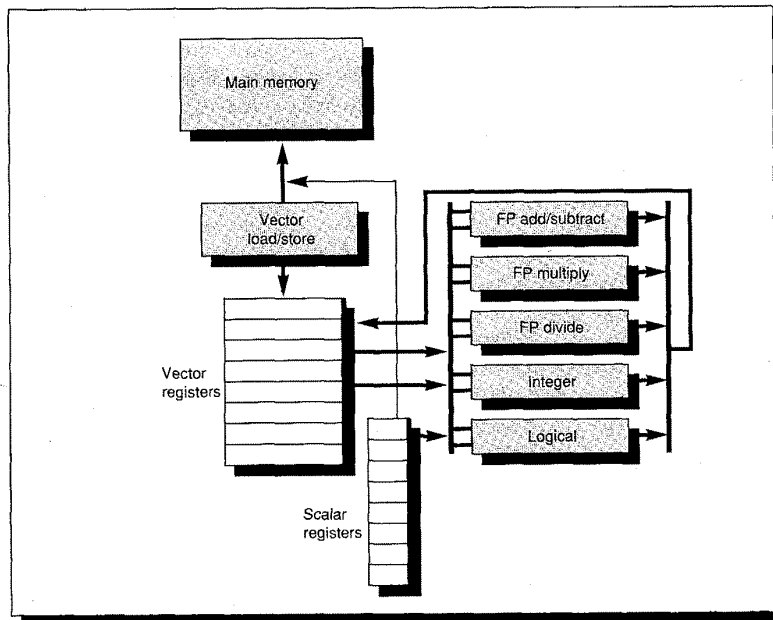 Main memory
Vector
load/store
FP add/subtract
FP multiply
FP divide
Integer
Logical
Vector
registers
Scalar
registers